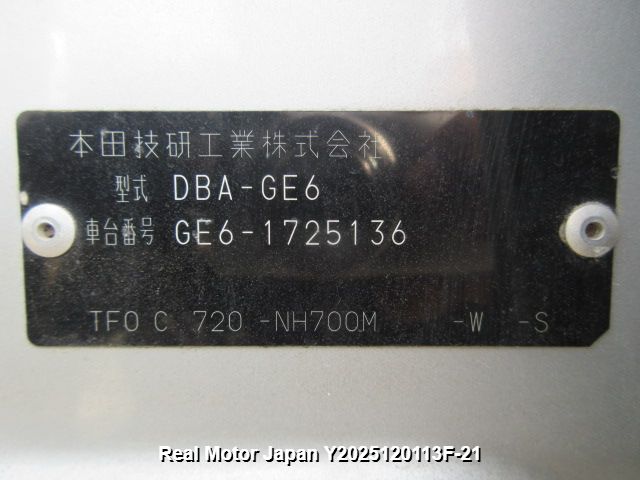 本田技研工業株式会社
型式 DBA-GE6
車台番号 GE6-1725136
TF0 C 720 -NH700M -W -S
Real Motor Japan Y2025120113F-21